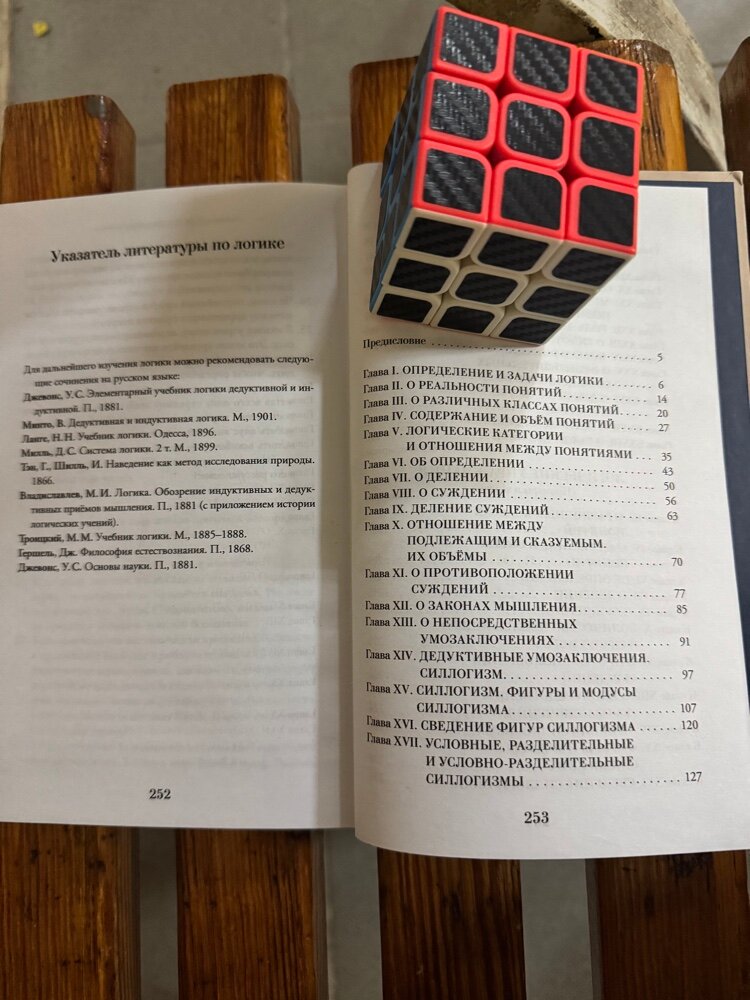 Указатель литературы по логике
Для дальнейшего изучения логики можно рекомендовать следую-
щие сочинения на русском языке:
Джевонс, У. С. Элементарный учебник логики дедуктивной и ин-
дуктивной. П., 1881.
Минто, В. Дедуктивная и индуктивная логика. М., 1901.
Ланге, Н. Н. Учебник логики. Одесса, 1896.
Милль, Д. С. Система логики. 2 т. М., 1899.
Тэн, Г., Шилль, И. Наведение как метод исследования природы.
1866.
Владиславлев, М. И. Логика. Обозрение индуктивных и дедук-
тивных приёмов мышления. П., 1881 (с приложением истории
логических учений).
Троицкий, М. М. Учебник логики. М., 1885–1888.
Гершель, Дж. Философия естествознания. П., 1868.
Джевонс, У. С. Основы науки. П., 1881.
252
Предисловие ........ 5
Глава I. ОПРЕДЕЛЕНИЕ И ЗАДАЧИ ЛОГИКИ ........ 6
Глава II. О РЕАЛЬНОСТИ ПОНЯТИЙ ........ 14
Глава III. О РАЗЛИЧНЫХ КЛАССАХ ПОНЯТИЙ ...... 20
Глава IV. СОДЕРЖАНИЕ И ОБЪЁМ ПОНЯТИЙ ...... 27
Глава V. ЛОГИЧЕСКИЕ КАТЕГОРИИ
И ОТНОШЕНИЯ МЕЖДУ ПОНЯТИЯМИ .... 35
Глава VI. ОБ ОПРЕДЕЛЕНИИ ........ 43
Глава VII. О ДЕЛЕНИИ ........ 50
Глава VIII. О СУЖДЕНИИ ........ 56
Глава IX. ДЕЛЕНИЕ СУЖДЕНИЙ ........ 63
Глава X. ОТНОШЕНИЕ МЕЖДУ
ПОДЛЕЖАЩИМ И СКАЗУЕМЫМ.
ИХ ОБЪЁМЫ ........ 70
Глава XI. О ПРОТИВОПОЛОЖЕНИИ
СУЖДЕНИЙ ........ 77
Глава XII. О ЗАКОНАХ МЫШЛЕНИЯ ........ 85
Глава XIII. О НЕПОСРЕДСТВЕННЫХ
УМОЗАКЛЮЧЕНИЯХ ........ 91
Глава XIV. ДЕДУКТИВНЫЕ УМОЗАКЛЮЧЕНИЯ.
СИЛЛОГИЗМ ........ 97
Глава XV. СИЛЛОГИЗМ. ФИГУРЫ И МОДУСЫ
СИЛЛОГИЗМА ........ 107
Глава XVI. СВЕДЕНИЕ ФИГУР СИЛЛОГИЗМА ...... 120
Глава XVII. УСЛОВНЫЕ, РАЗДЕЛИТЕЛЬНЫЕ
И УСЛОВНО-РАЗДЕЛИТЕЛЬНЫЕ
СИЛЛОГИЗМЫ ........ 127
253